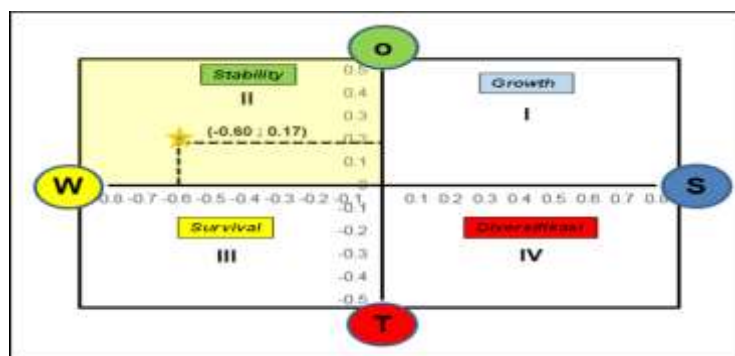 O
0.5
Stability
Growth
II
0.4
I
0.3
(-0.60 ; 0.17)
0.2
0.1
W
0
S
-0.8 -0.7 -0.6 -0.5 -0.4 -0.3 -0.2 -0.1
0.1 0.2 0.3 0.4 0.5 0.6 0.7 0.8
-0.1
Survival
-0.2
Diversifikasi
III
-0.3
IV
-0.4
-0.5
T